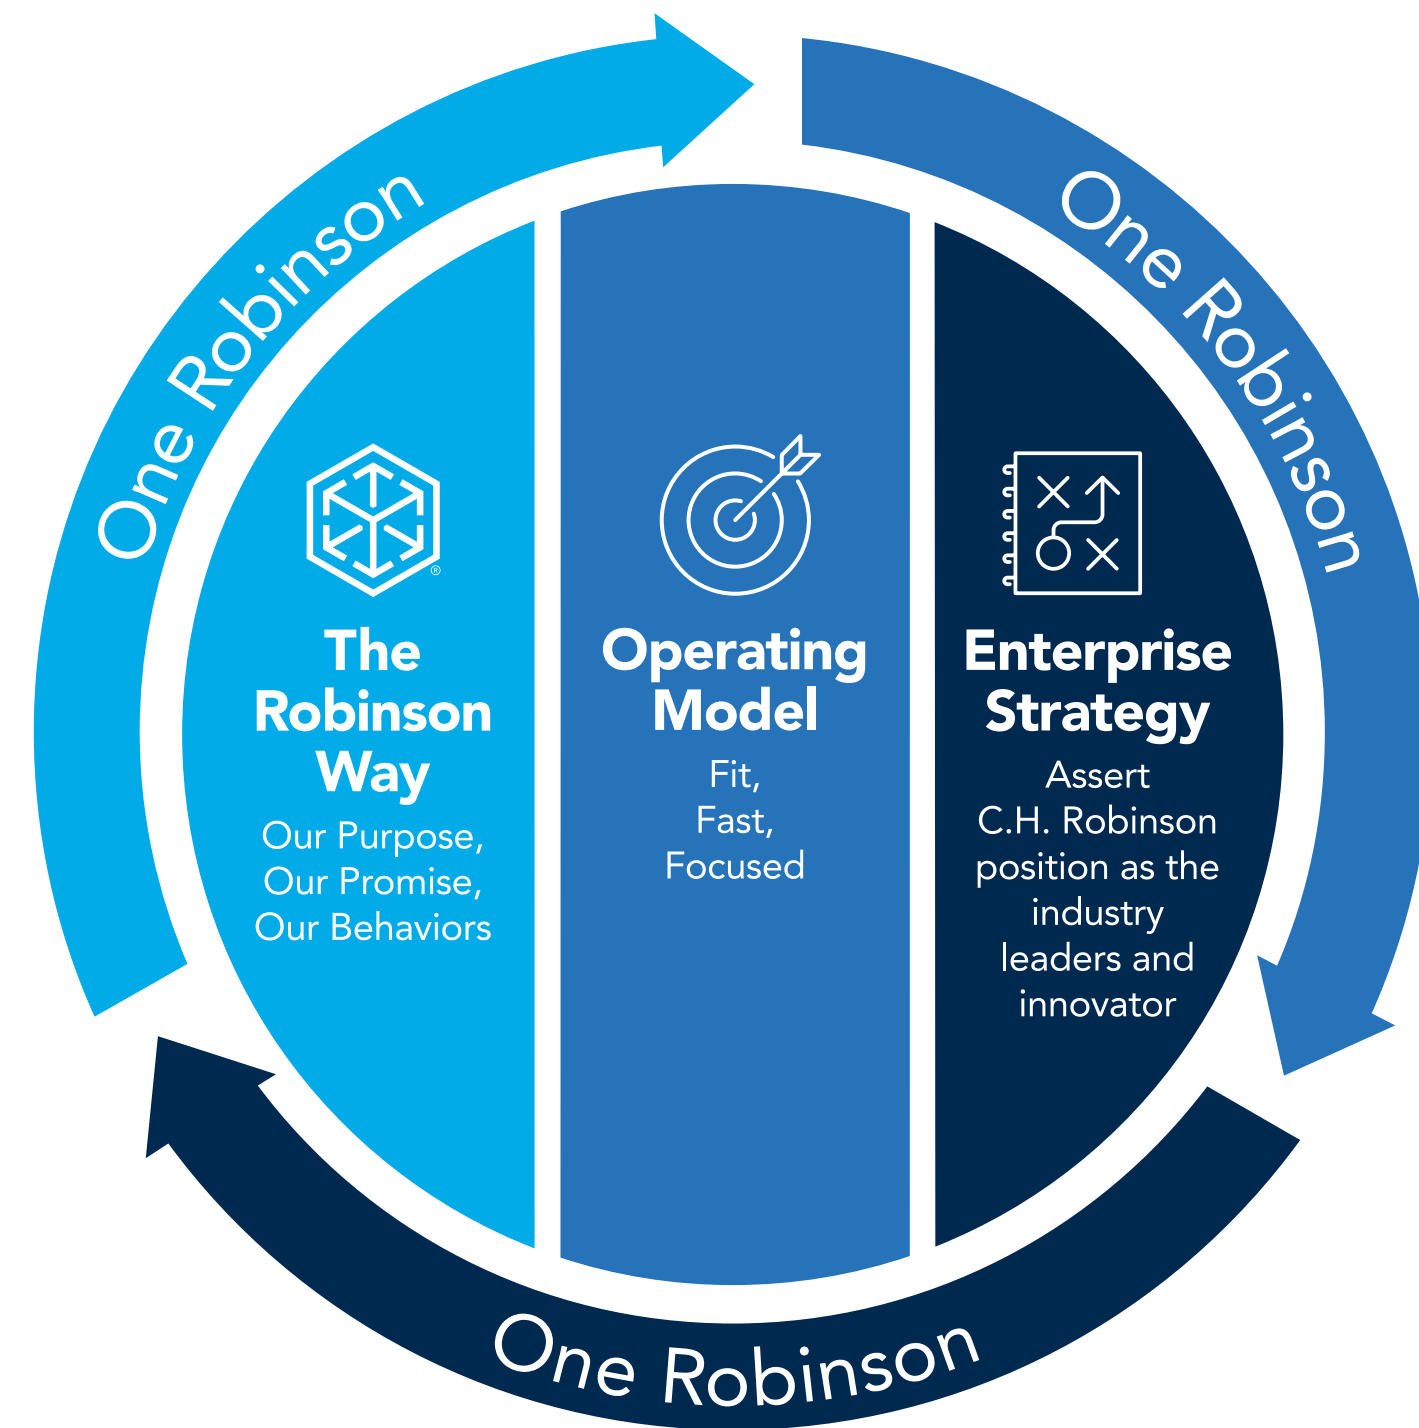 One Robinson
One Robinson
The
Robinson
Way
Our Purpose,
Our Promise,
Our Behaviors
Operating
Model
Fit,
Fast,
Focused
Enterprise
Strategy
Assert
C.H. Robinson
position as the
industry
leaders and
innovator
One Robinson